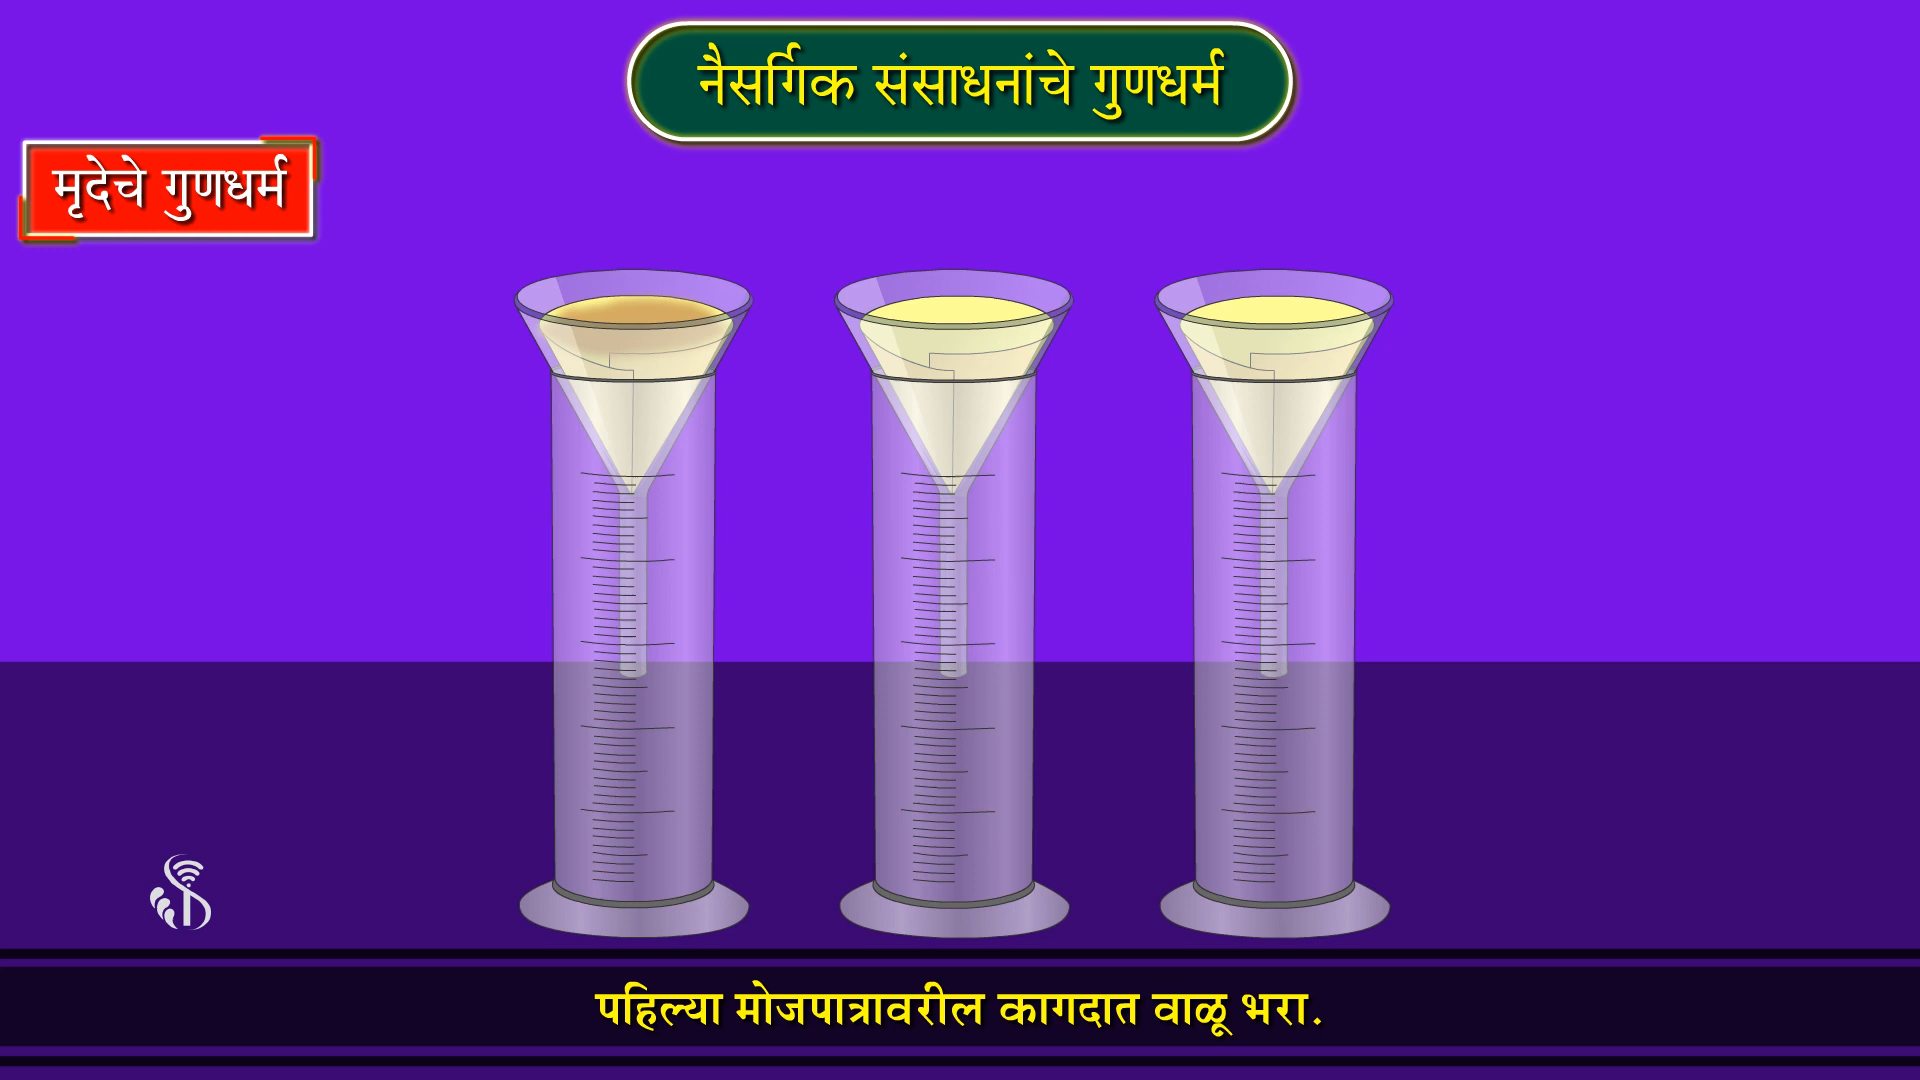 नैसर्गिक संसाधनांचे गुणधर्म
मृदेचे गुणधर्म
पहिल्या मोजपात्रावरील कागदात वाळू भरा.